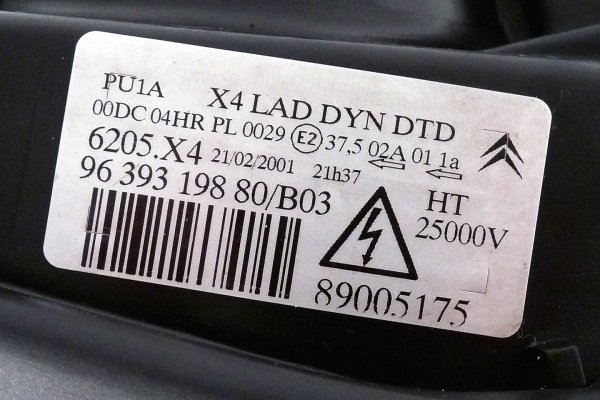 PU1A X4 LAD DYN DTD
00DC 04HR PL 0029 E2 37,5 02A 01 1a
6205.X4 21/02/2001 21h37
96 393 198 80/B03
HT
25000V
89005175